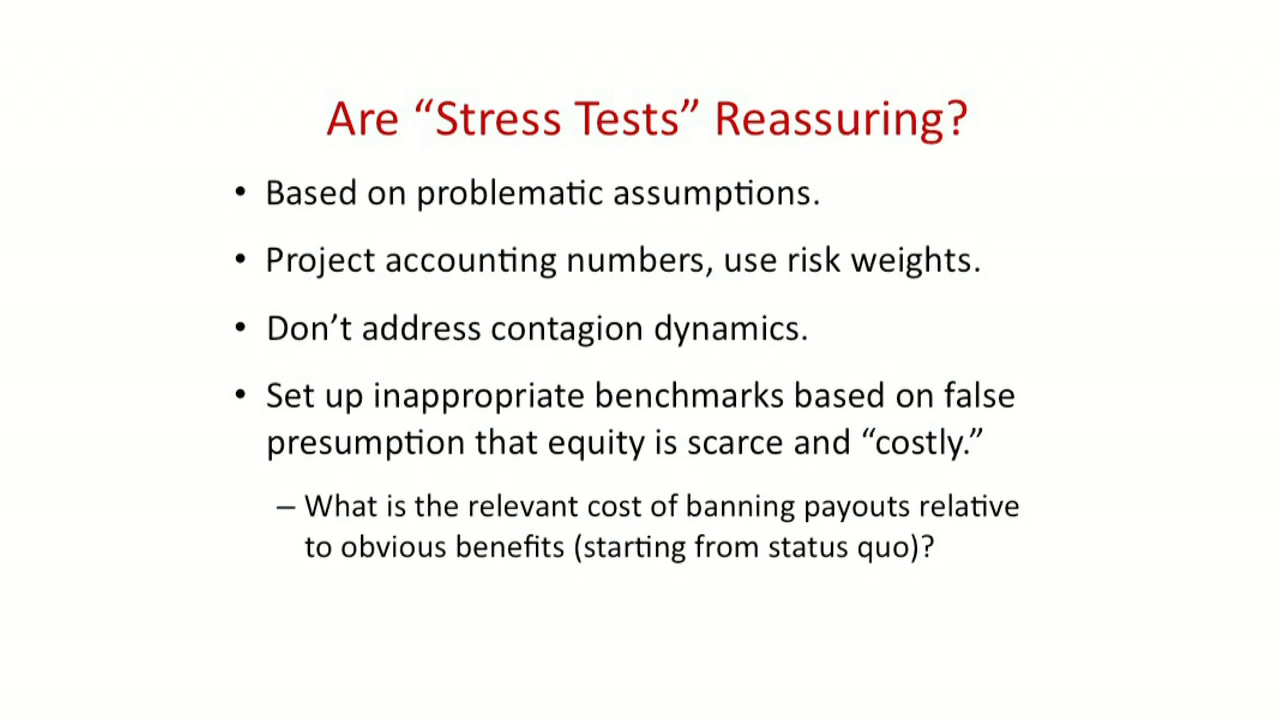 Are “Stress Tests” Reassuring?
• Based on problematic assumptions.
• Project accounting numbers, use risk weights.
• Don’t address contagion dynamics.
• Set up inappropriate benchmarks based on false
presumption that equity is scarce and “costly.”
– What is the relevant cost of banning payouts relative
to obvious benefits (starting from status quo)?